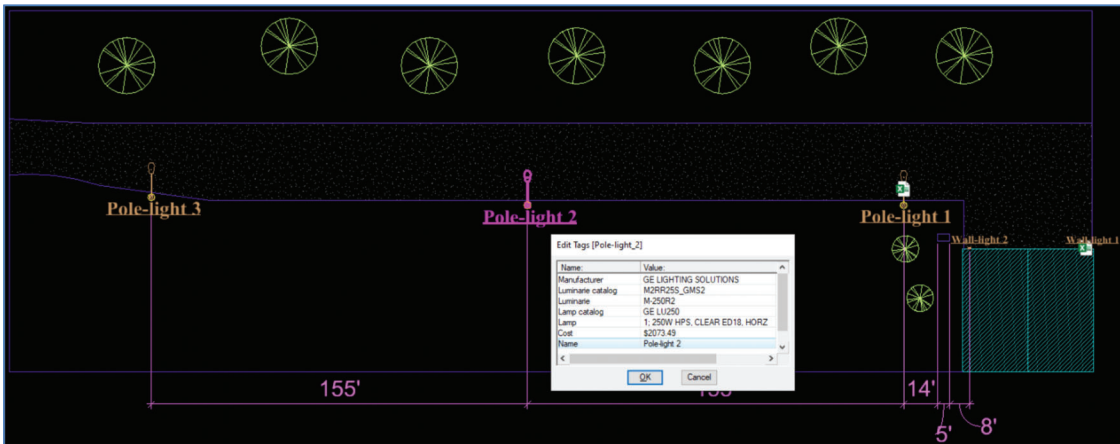 Pole-light 3
Pole-light 2
Pole-light 1
Wall-light 2
Wall-light 1
Edit Tags [Pole-light_2]
Name: Value:
Manufacturer GE LIGHTING SOLUTIONS
Luminarie catalog M2RR25S_GMS2
Luminarie M-250R2
Lamp catalog GE LU250
Lamp 1; 250W HPS, CLEAR ED18, HORZ
Cost $2073.49
Name Pole-light 2
OK Cancel
155'
14'
5'
8'